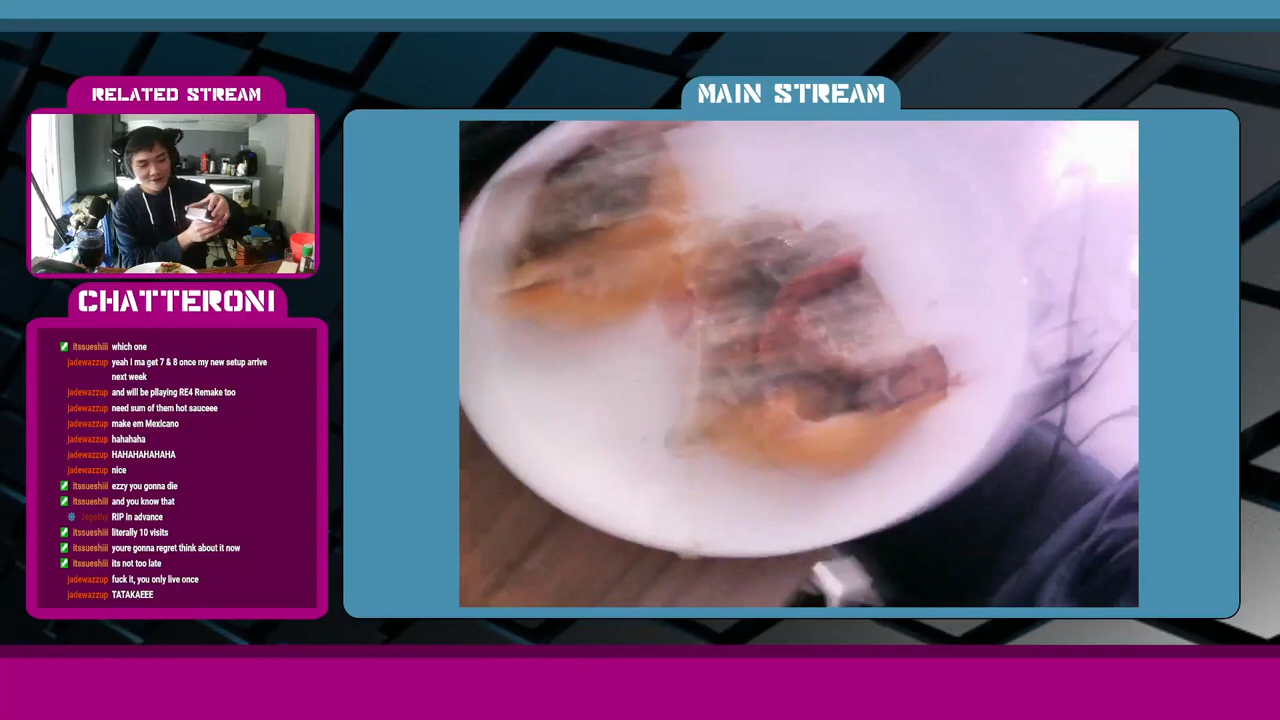 RELATED STREAM
MAIN STREAM
CHATTERONI
itssueshiii which one
jadewazzup yeah I ma get 7 & 8 once my new setup arrive
next week
jadewazzup and will be pllaying RE4 Remake too
jadewazzup need sum of them hot sauceee
jadewazzup make em Mexicano
jadewazzup hahahaha
jadewazzup HAHAHAHAHAHA
jadewazzup nice
itssueshiii ezzy you gonna die
itssueshiii and you know that
Jegethy RIP in advance
itssueshiii literally 10 visits
itssueshiii youre gonna regret think about it now
itssueshiii its not too late
jadewazzup fuck it, you only live once
jadewazzup TATAKAEEE